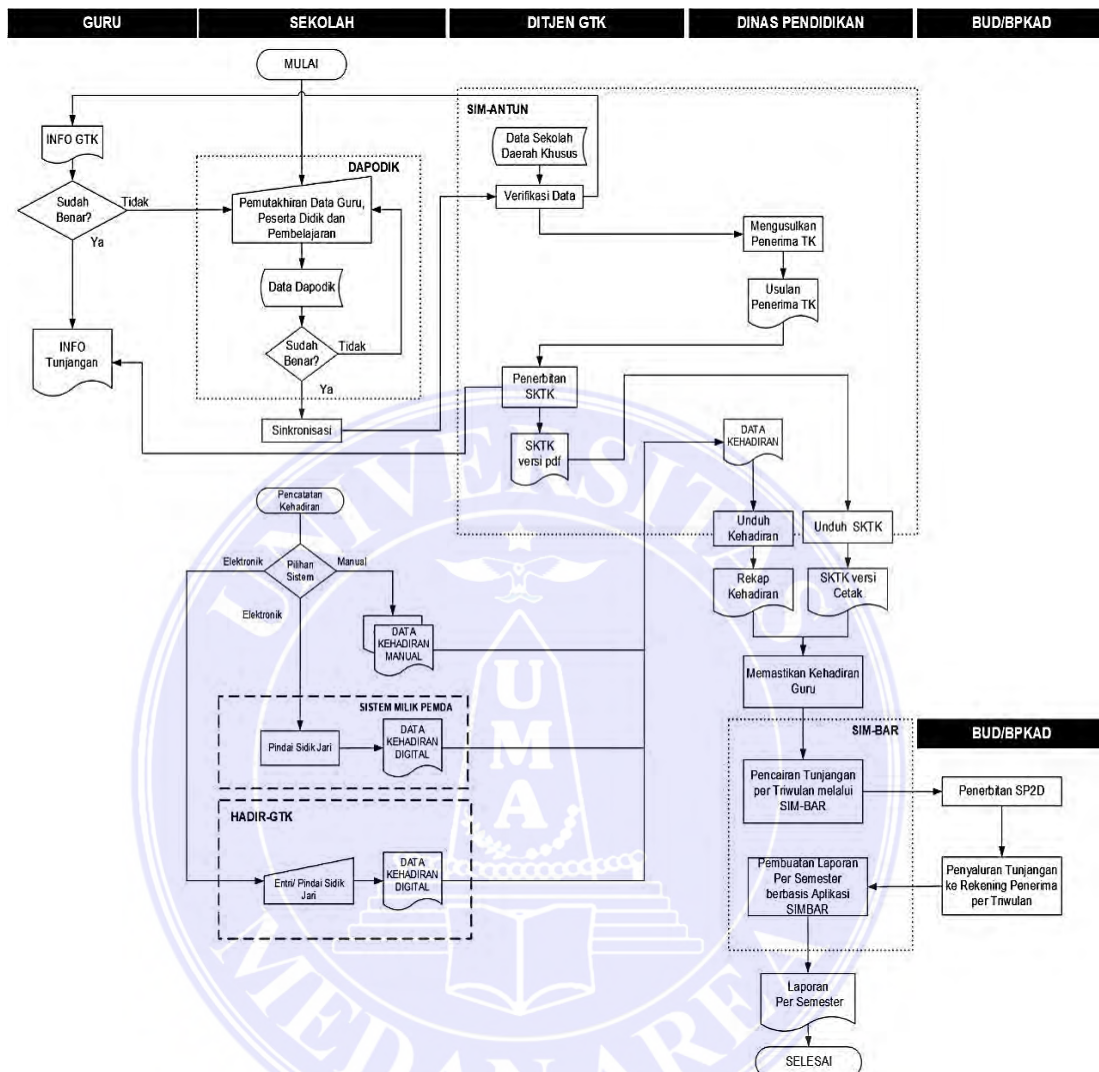 GURU
SEKOLAH
DITJEN GTK
DINAS PENDIDIKAN
BUD/BPKAD
MULAI
SIM-ANTUN
INFO GTK
Data Sekolah
Daerah Khusus
DAPODIK
Sudah
Benar?
Tidak
Ya
Pemutakhiran Data Guru,
Peserta Didik dan
Pembelajaran
Verifikasi Data
Mengusulkan
Penerima TK
Data Dapodik
Usulan
Penerima TK
INFO
Tunjangan
Sudah
Benar?
Tidak
Ya
Penerbitan
SKTK
Sinkronisasi
SKTK
versi pdf
DATA
KEHADIRAN
Pencatatan
Kehadiran
Unduh
Kehadiran
Unduh SKTK
Elektronik
Pilihan
Sistem
Manual
Rekap
Kehadiran
SKTK versi
Cetak
Elektronik
DATA
KEHADIRAN
MANUAL
Memastikan Kehadiran
Guru
SISTEM MILIK PEMDA
SIM-BAR
BUD/BPKAD
Pindai Sidik Jari
DATA
KEHADIRAN
DIGITAL
Pencairan Tunjangan
per Triwulan melalui
SIM-BAR
Penerbitan SP2D
HADIR-GTK
Entri/ Pindai Sidik
Jari
DATA
KEHADIRAN
DIGITAL
Pembuatan Laporan
Per Semester
berbasis Aplikasi
SIMBAR
Penyaluran Tunjangan
ke Rekening Penerima
per Triwulan
Laporan
Per Semester
SELESAI
UNIVERSITAS
UMA
MEDAN AREA